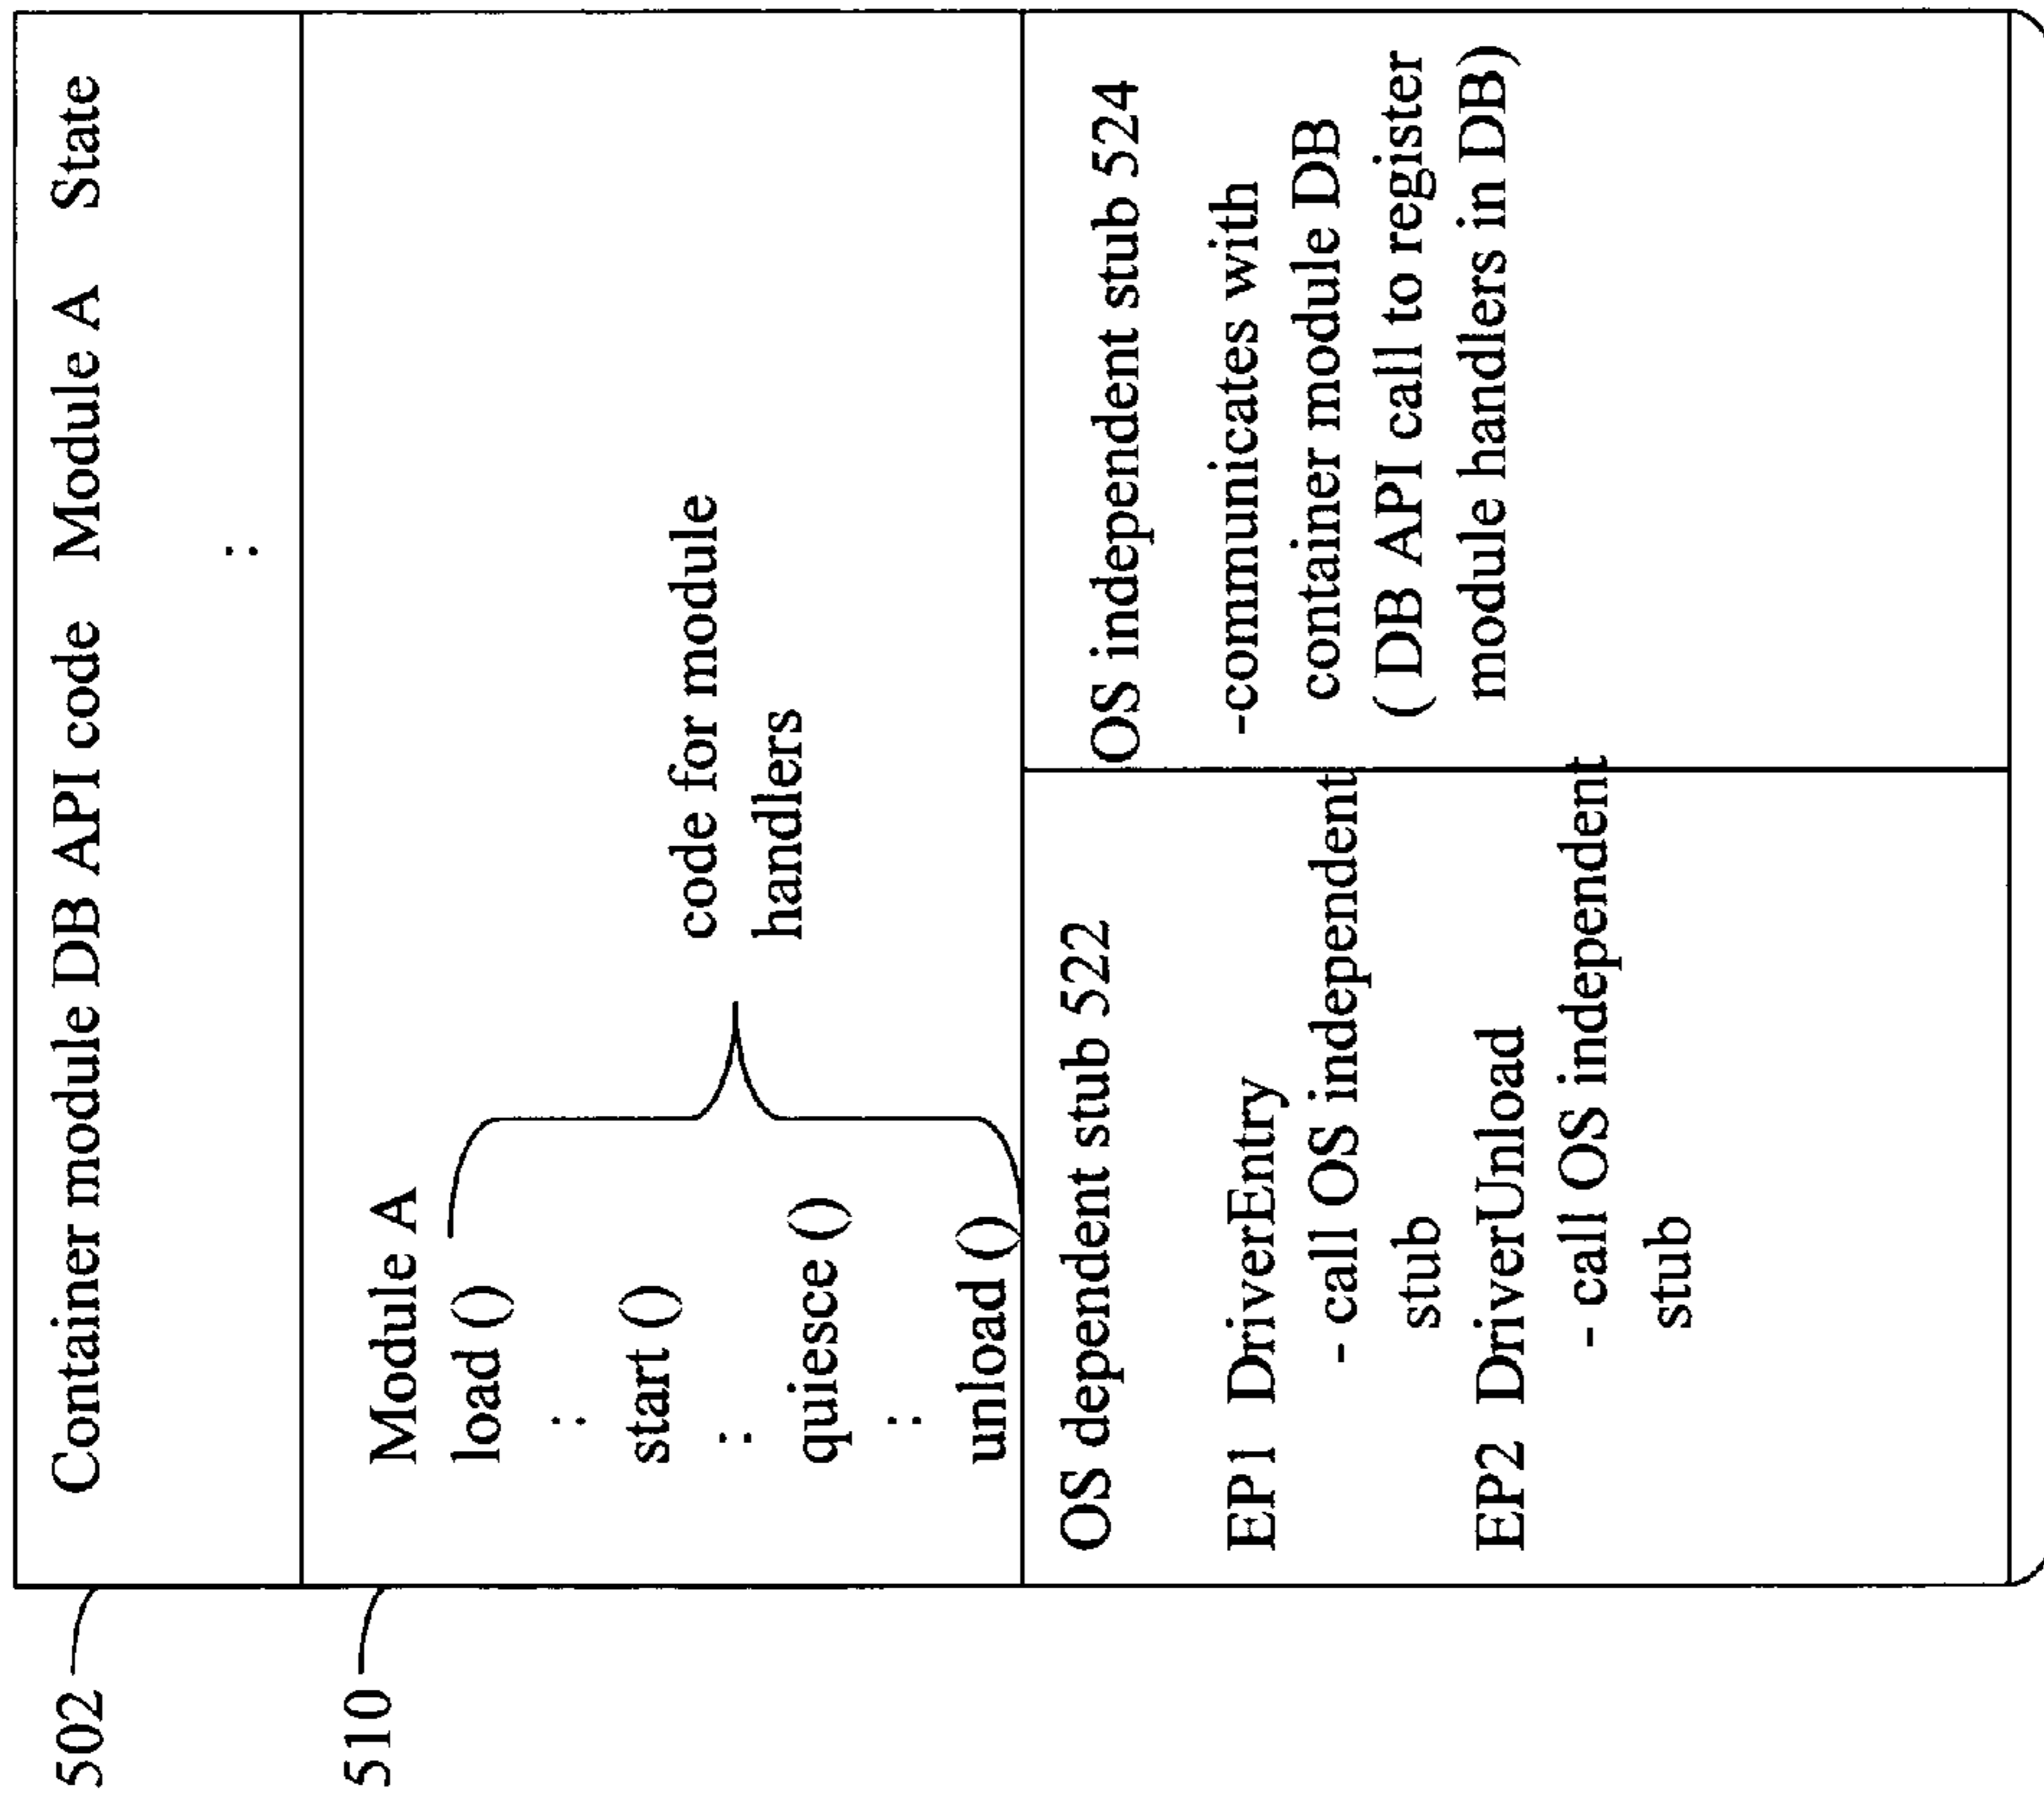 502
Container module DB API code Module A State
:
510
Module A
load ()
:
start ()
:
quiesce ()
:
unload ()
code for module
handlers
OS dependent stub 522
EP1 DriverEntry
- call OS independent
stub
EP2 DriverUnload
- call OS independent
stub
OS independent stub 524
-communicates with
container module DB
( DB API call to register
module handlers in DB)